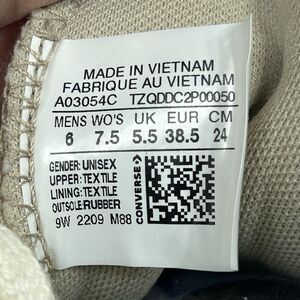 MADE IN VIETNAM
FABRIQUE AU VIETNAM
A03054C TZQDDC2P00050
MENS WO'S UK EUR CM
6 7.5 5.5 38.5 24
GENDER: UNISEX
UPPER: TEXTILE
LINING: TEXTILE
OUTSOLE: RUBBER
9W 2209 M88
CONVERSE